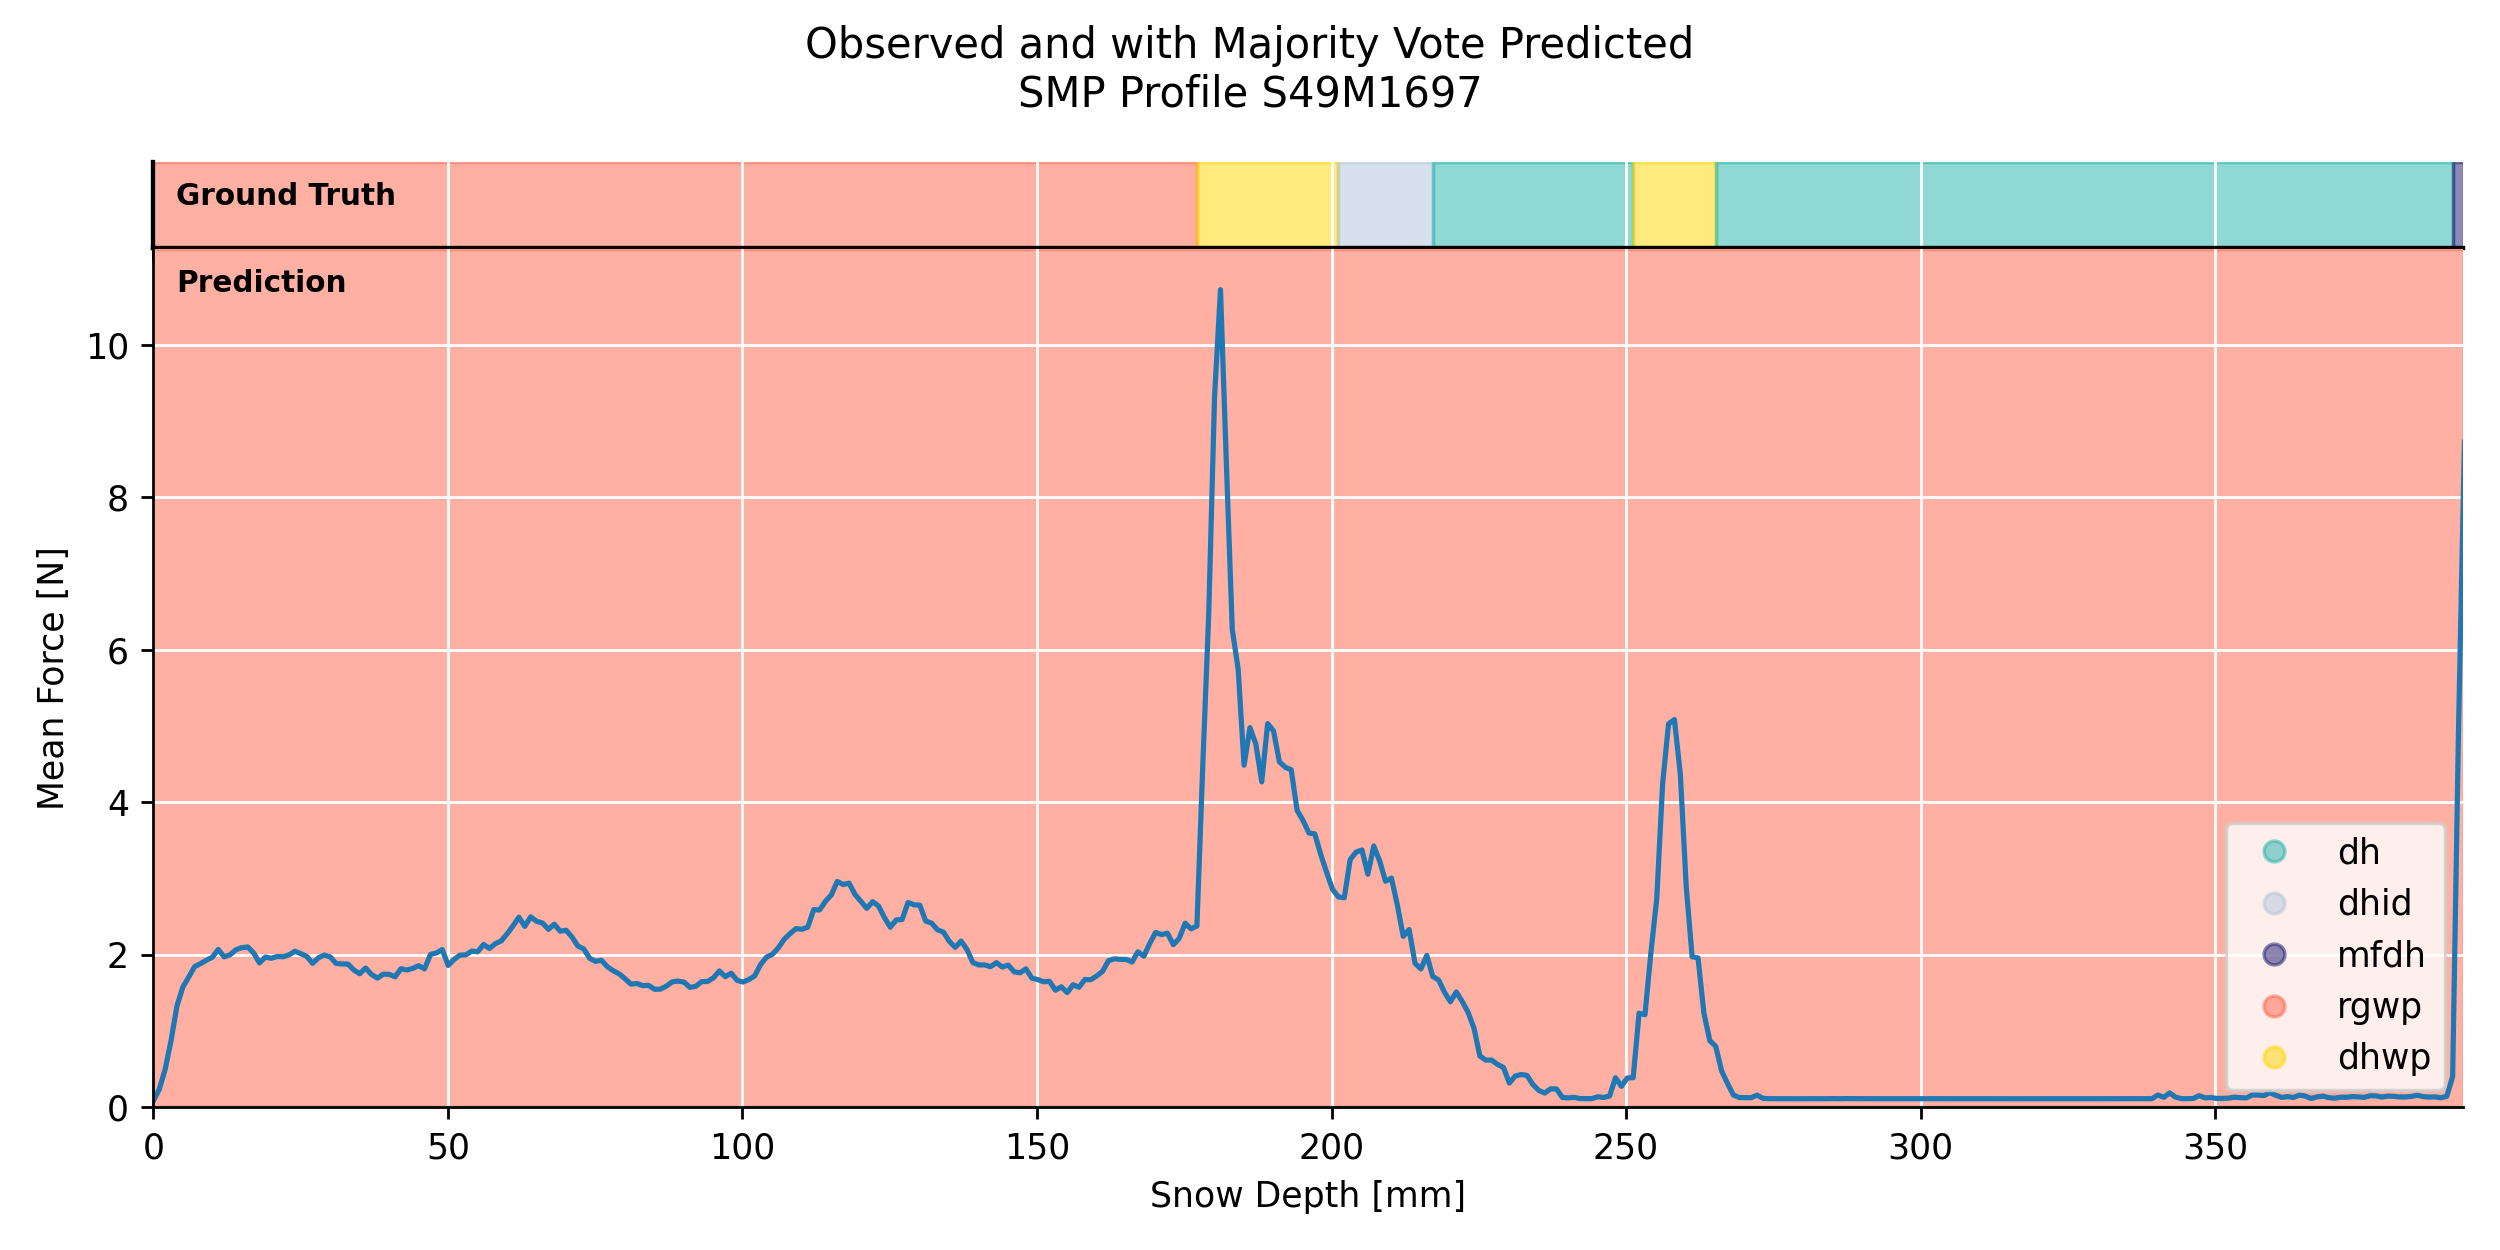 Observed and with Majority Vote Predicted
SMP Profile S49M1697
Ground Truth
Prediction
10
8
6
4
2
0
Mean Force [N]
dh
dhid
mfdh
rgwp
dhwp
0 50 100 150 200 250 300 350
Snow Depth [mm]